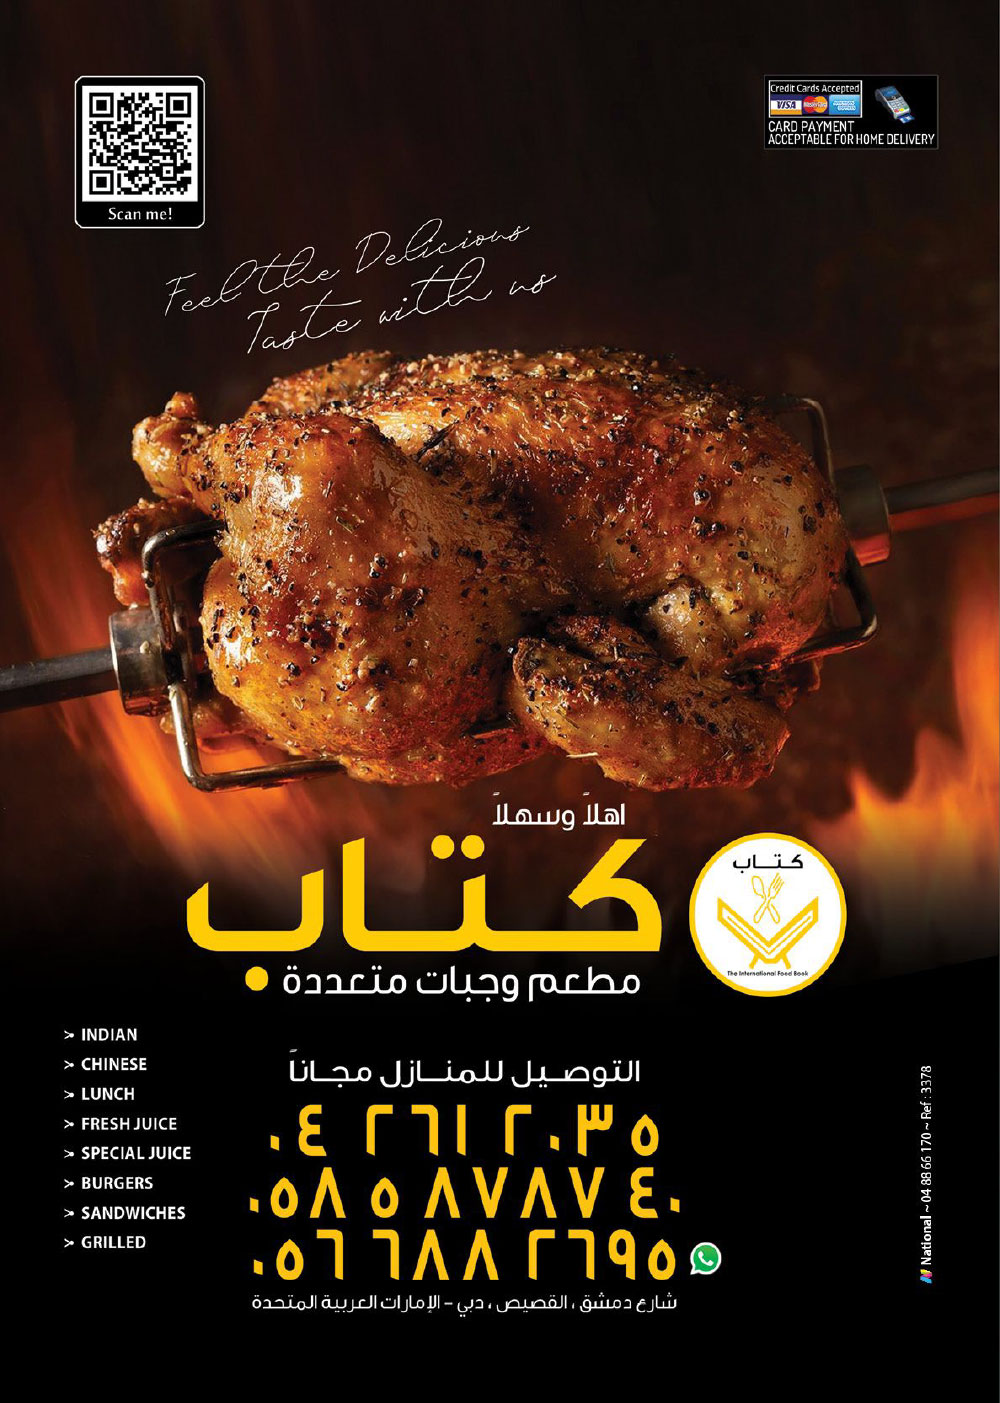 Scan me!
Credit Cards Accepted
VISA MasterCard
CARD PAYMENT
ACCEPTABLE FOR HOME DELIVERY
Feel the Delicious
Taste with us
اهلاً وسهلاً
كتاب
مطعم وجبات متعددة
كتاب
The International Food Book
> INDIAN
> CHINESE
> LUNCH
> FRESH JUICE
> SPECIAL JUICE
> BURGERS
> SANDWICHES
> GRILLED
التوصيل للمنازل مجاناً
٠٤ ٢٦١ ٢٠٣٥
٠٥٨ ٥ ٨٧٨٧ ٤٠
٠٥٦ ٦٨٨ ٢٦٩٥
شارع دمشق ، القصيص ، دبي - الإمارات العربية المتحدة
National ~ 04 88 66 170 ~ Ref : 3378